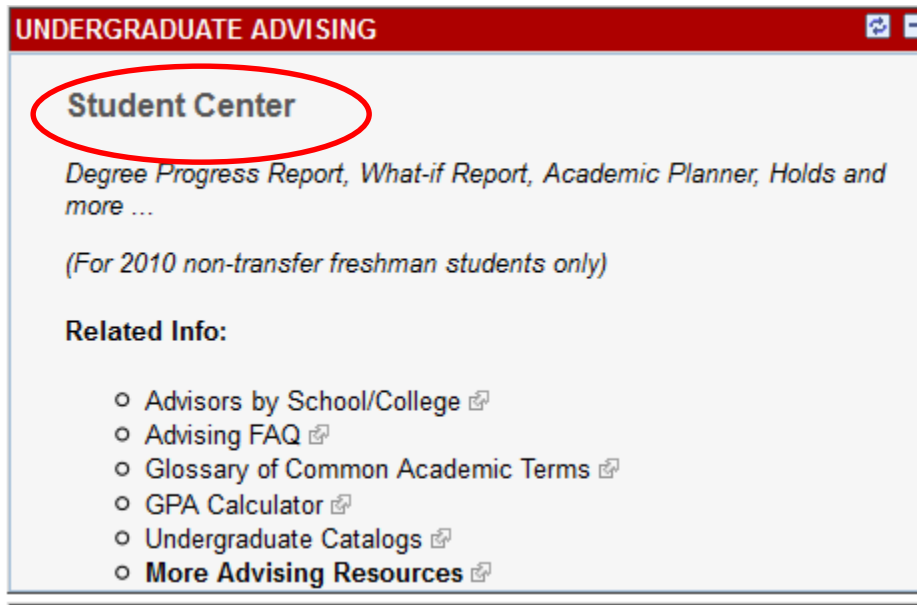 UNDERGRADUATE ADVISING
Student Center
Degree Progress Report, What-if Report, Academic Planner, Holds and
more ...
(For 2010 non-transfer freshman students only)
Related Info:
Advisors by School/College
Advising FAQ
Glossary of Common Academic Terms
GPA Calculator
Undergraduate Catalogs
More Advising Resources